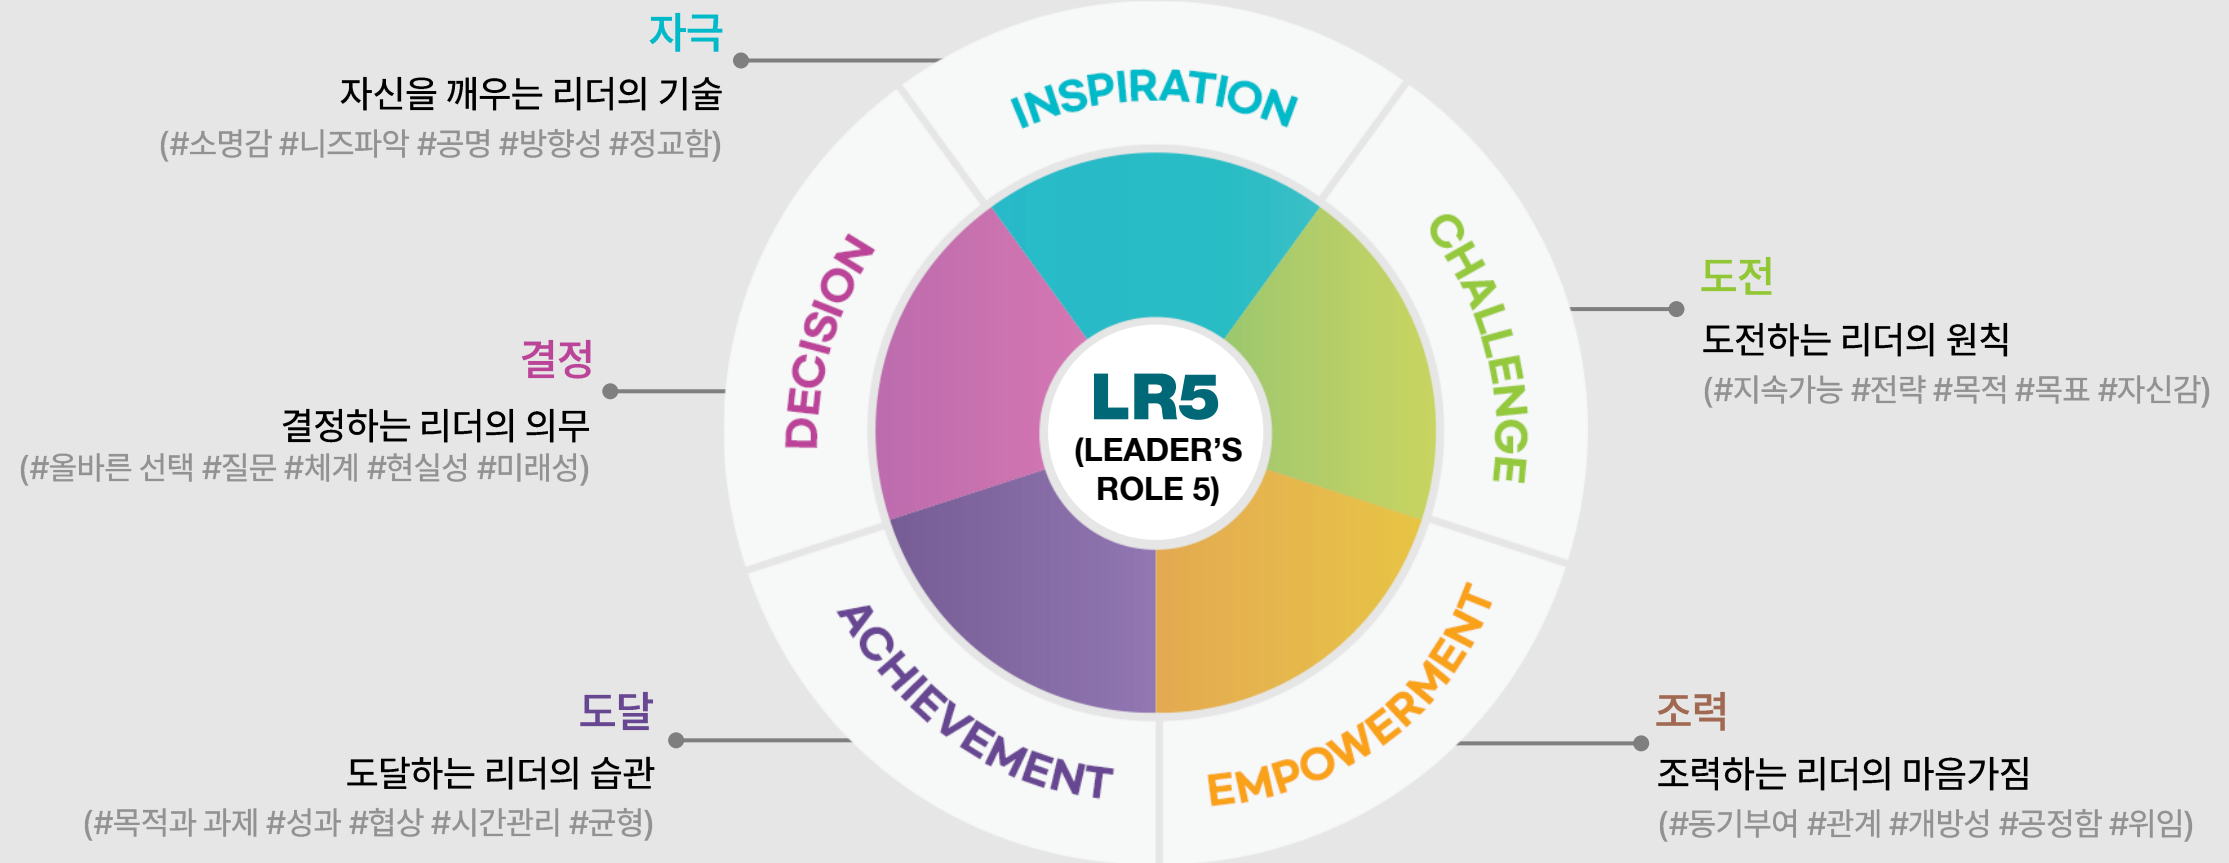 자극
자신을 깨우는 리더의 기술
(#소명감 #니즈파악 #공명 #방향성 #정교함)
INSPIRATION
CHALLENGE
도전
도전하는 리더의 원칙
(#지속가능 #전략 #목적 #목표 #자신감)
DECISION
결정
결정하는 리더의 의무
(#올바른 선택 #질문 #체계 #현실성 #미래성)
LR5
(LEADER’S
ROLE 5)
ACHIEVEMENT
도달
도달하는 리더의 습관
(#목적과 과제 #성과 #협상 #시간관리 #균형)
EMPOWERMENT
조력
조력하는 리더의 마음가짐
(#동기부여 #관계 #개방성 #공정함 #위임)